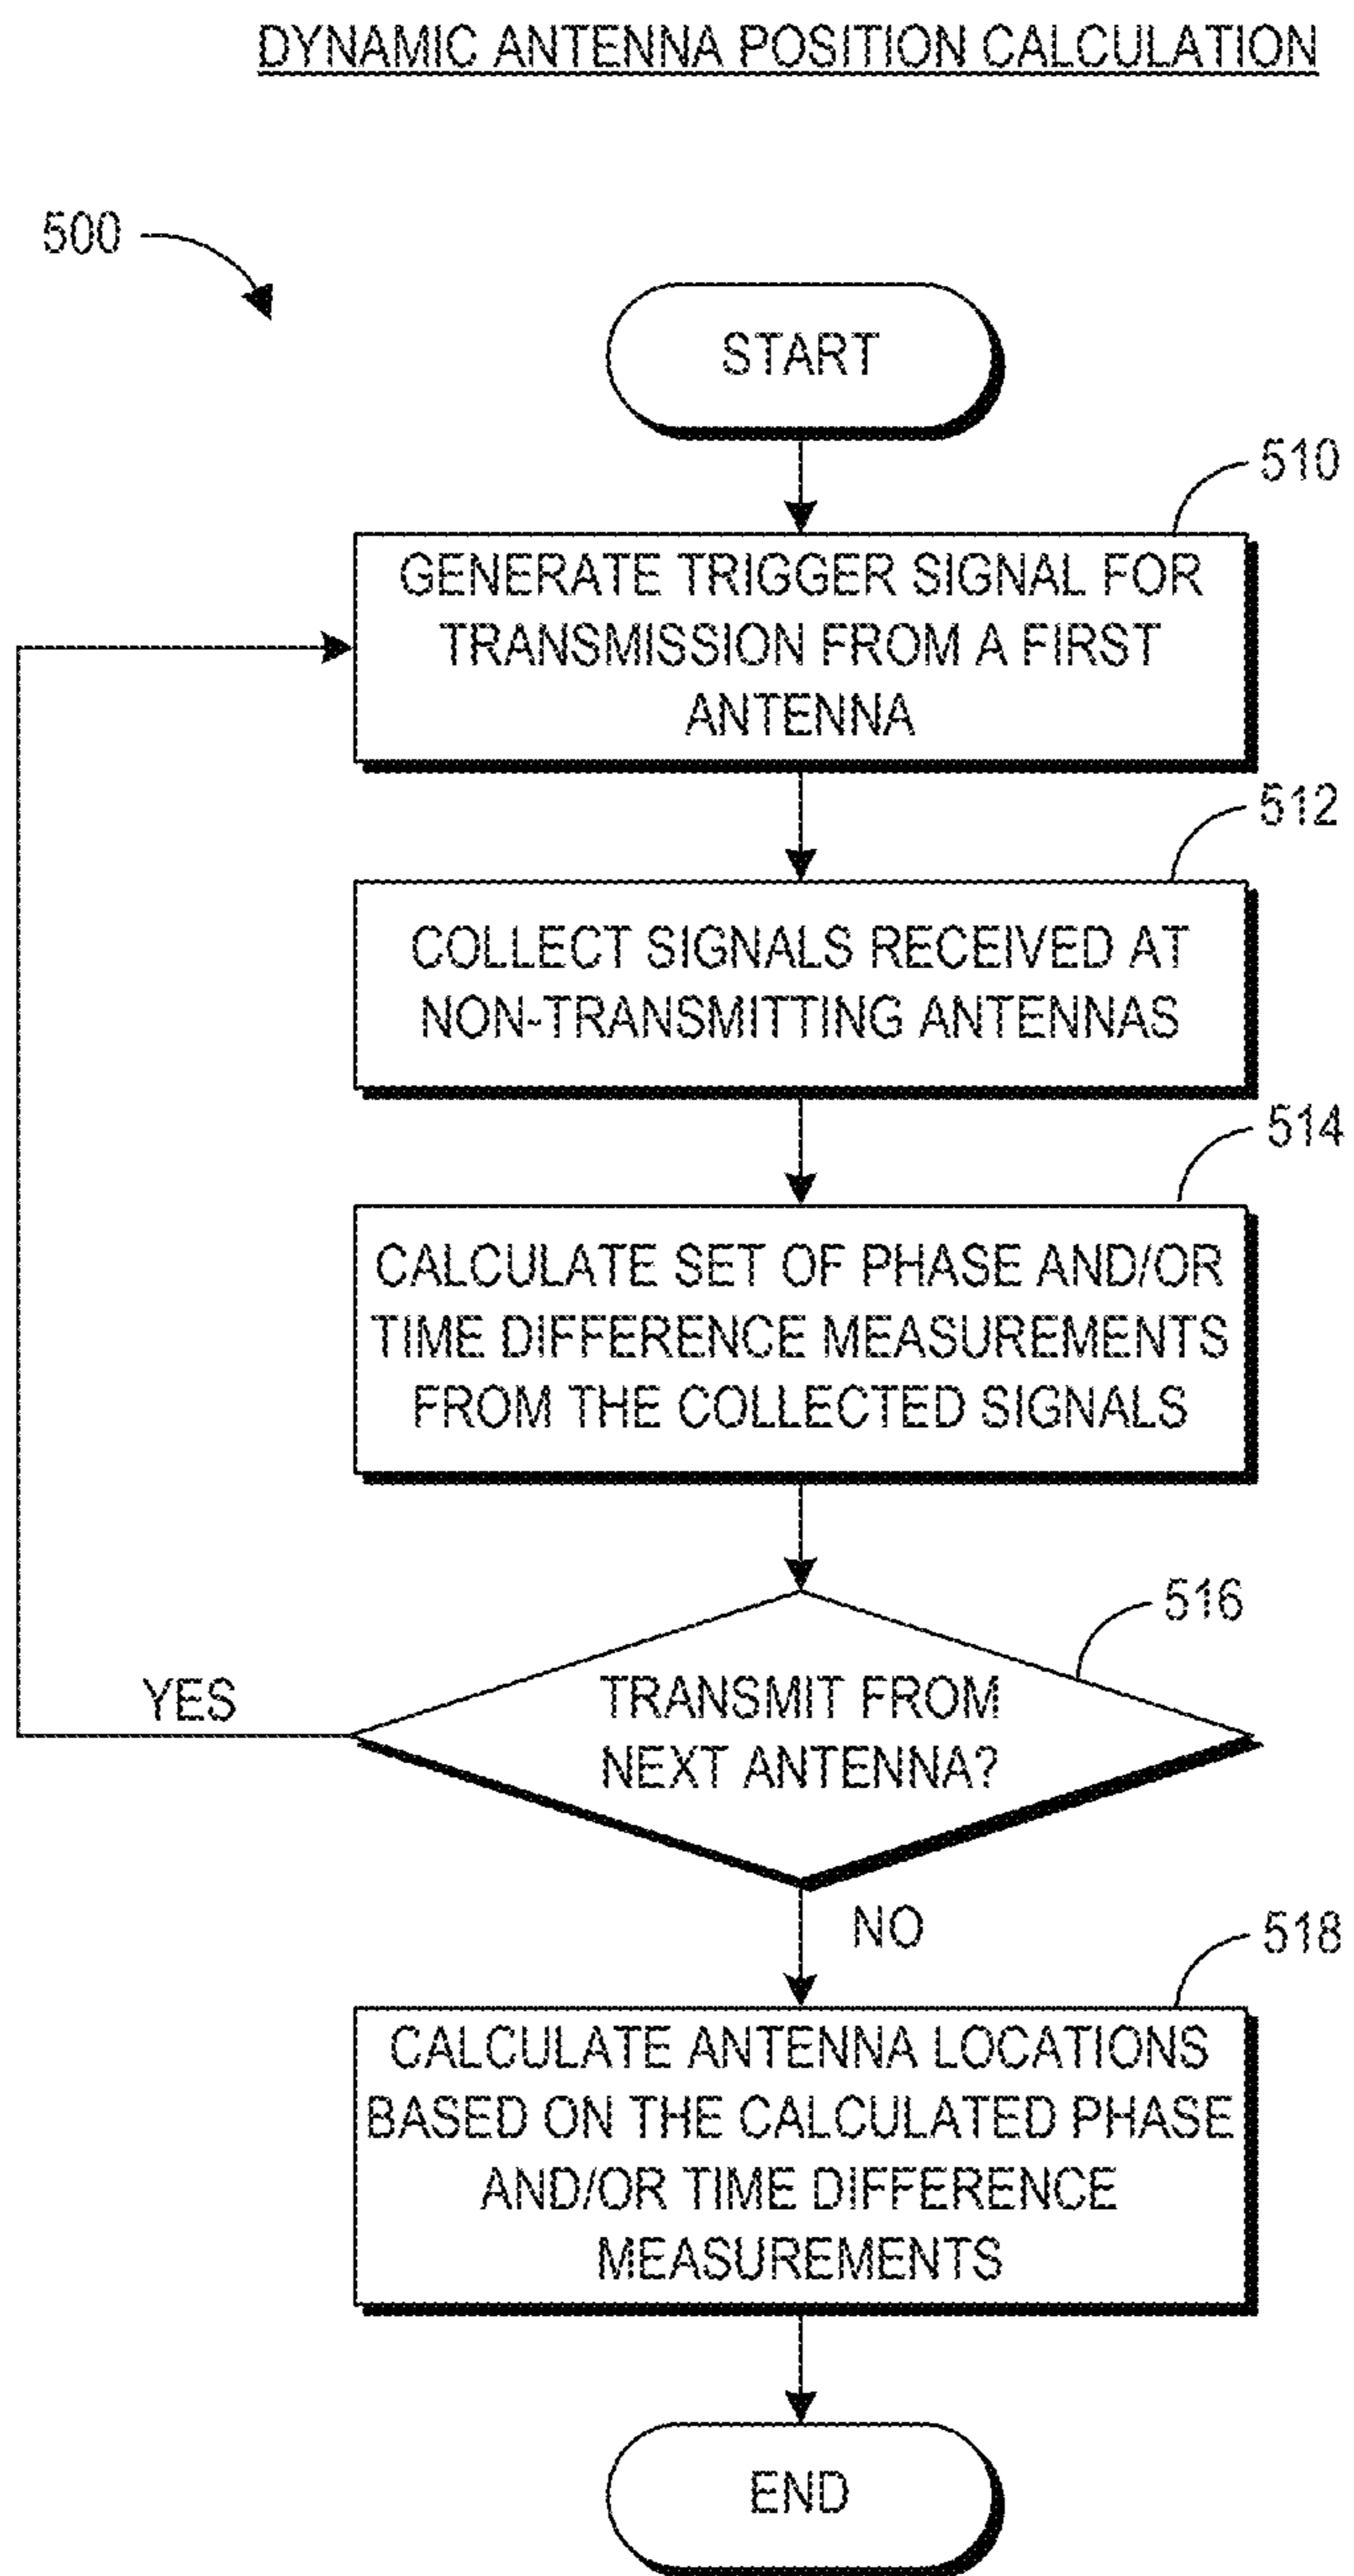 DYNAMIC ANTENNA POSITION CALCULATION
500
START
510
GENERATE TRIGGER SIGNAL FOR
TRANSMISSION FROM A FIRST
ANTENNA
512
COLLECT SIGNALS RECEIVED AT
NON-TRANSMITTING ANTENNAS
514
CALCULATE SET OF PHASE AND/OR
TIME DIFFERENCE MEASUREMENTS
FROM THE COLLECTED SIGNALS
516
TRANSMIT FROM
NEXT ANTENNA?
YES
NO
518
CALCULATE ANTENNA LOCATIONS
BASED ON THE CALCULATED PHASE
AND/OR TIME DIFFERENCE
MEASUREMENTS
END